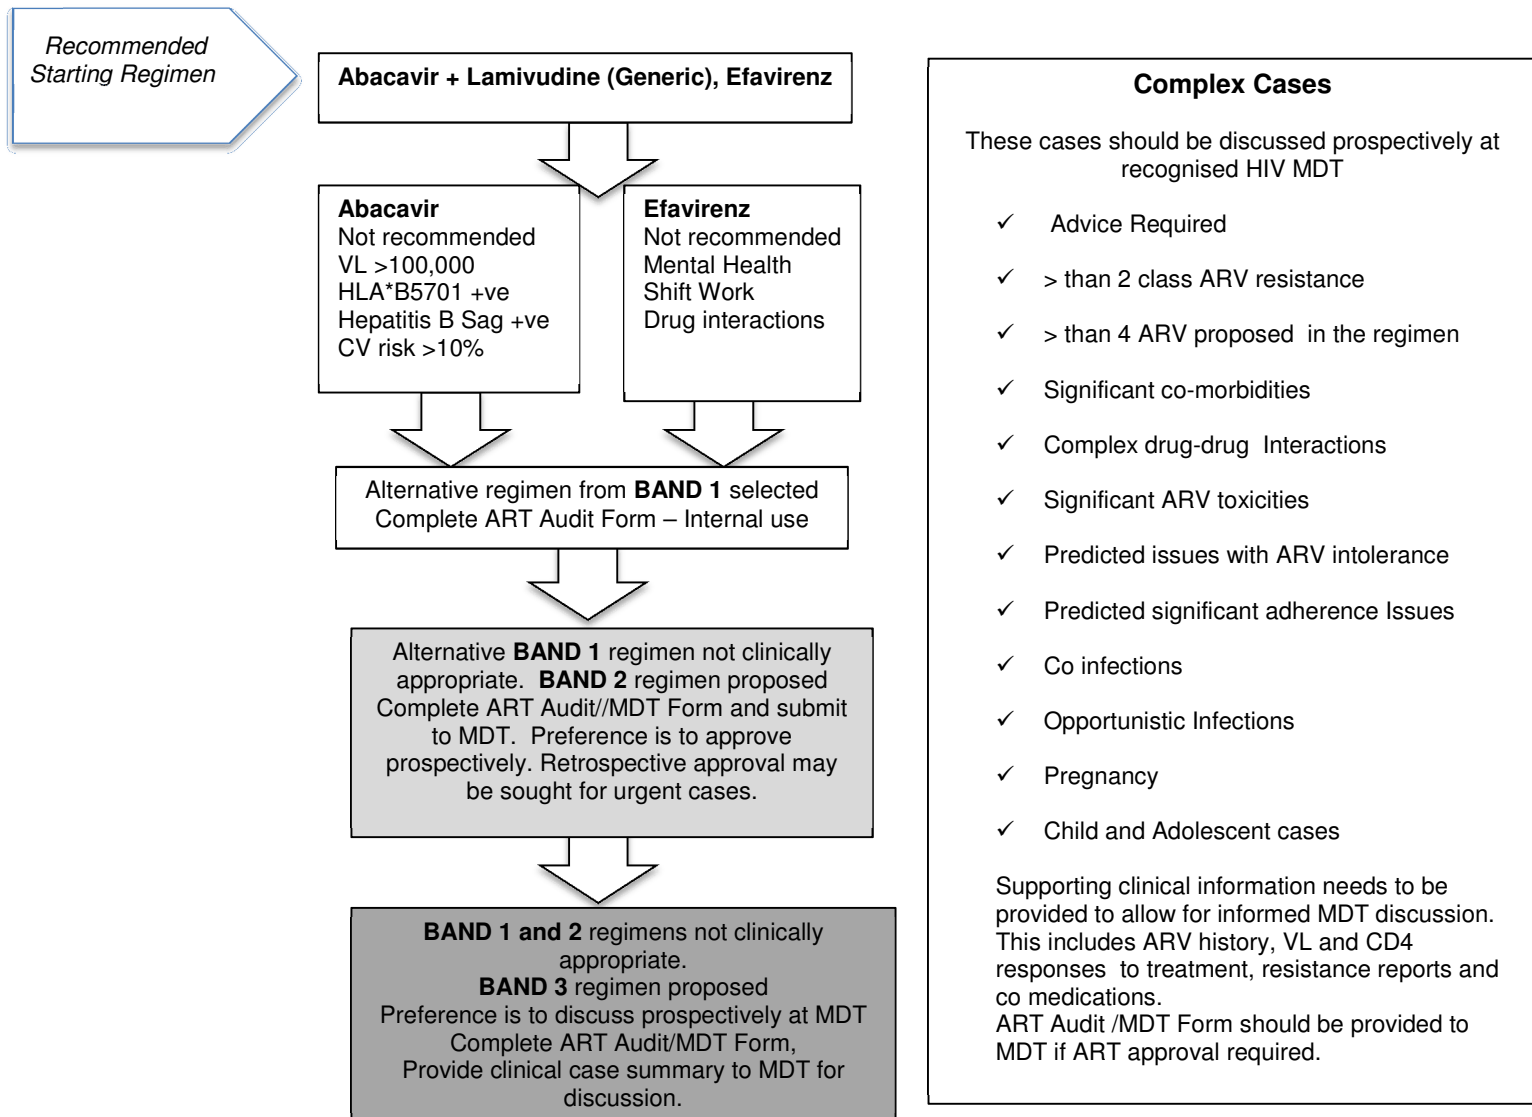 Recommended
Starting Regimen
Abacavir + Lamivudine (Generic), Efavirenz
Abacavir
Not recommended
VL >100,000
HLA*B5701 +ve
Hepatitis B Sag +ve
CV risk >10%
Efavirenz
Not recommended
Mental Health
Shift Work
Drug interactions
Alternative regimen from BAND 1 selected
Complete ART Audit Form – Internal use
Alternative BAND 1 regimen not clinically
appropriate. BAND 2 regimen proposed
Complete ART Audit//MDT Form and submit
to MDT. Preference is to approve
prospectively. Retrospective approval may
be sought for urgent cases.
BAND 1 and 2 regimens not clinically
appropriate.
BAND 3 regimen proposed
Preference is to discuss prospectively at MDT
Complete ART Audit/MDT Form,
Provide clinical case summary to MDT for
discussion.
Complex Cases
These cases should be discussed prospectively at
recognised HIV MDT
✓ Advice Required
✓ > than 2 class ARV resistance
✓ > than 4 ARV proposed in the regimen
✓ Significant co-morbidities
✓ Complex drug-drug Interactions
✓ Significant ARV toxicities
✓ Predicted issues with ARV intolerance
✓ Predicted significant adherence Issues
✓ Co infections
✓ Opportunistic Infections
✓ Pregnancy
✓ Child and Adolescent cases
Supporting clinical information needs to be
provided to allow for informed MDT discussion.
This includes ARV history, VL and CD4
responses to treatment, resistance reports and
co medications.
ART Audit /MDT Form should be provided to
MDT if ART approval required.